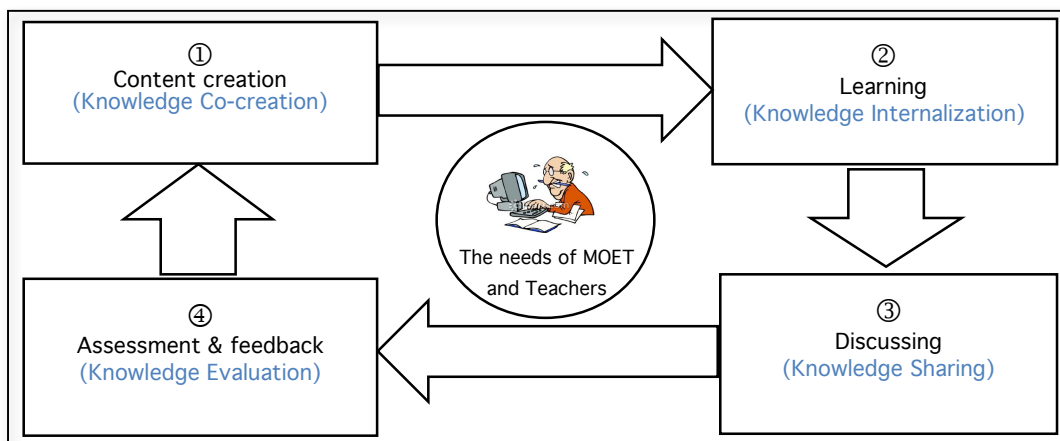 ①
Content creation
(Knowledge Co-creation)
②
Learning
(Knowledge Internalization)
The needs of MOET
and Teachers
③
Discussing
(Knowledge Sharing)
④
Assessment & feedback
(Knowledge Evaluation)